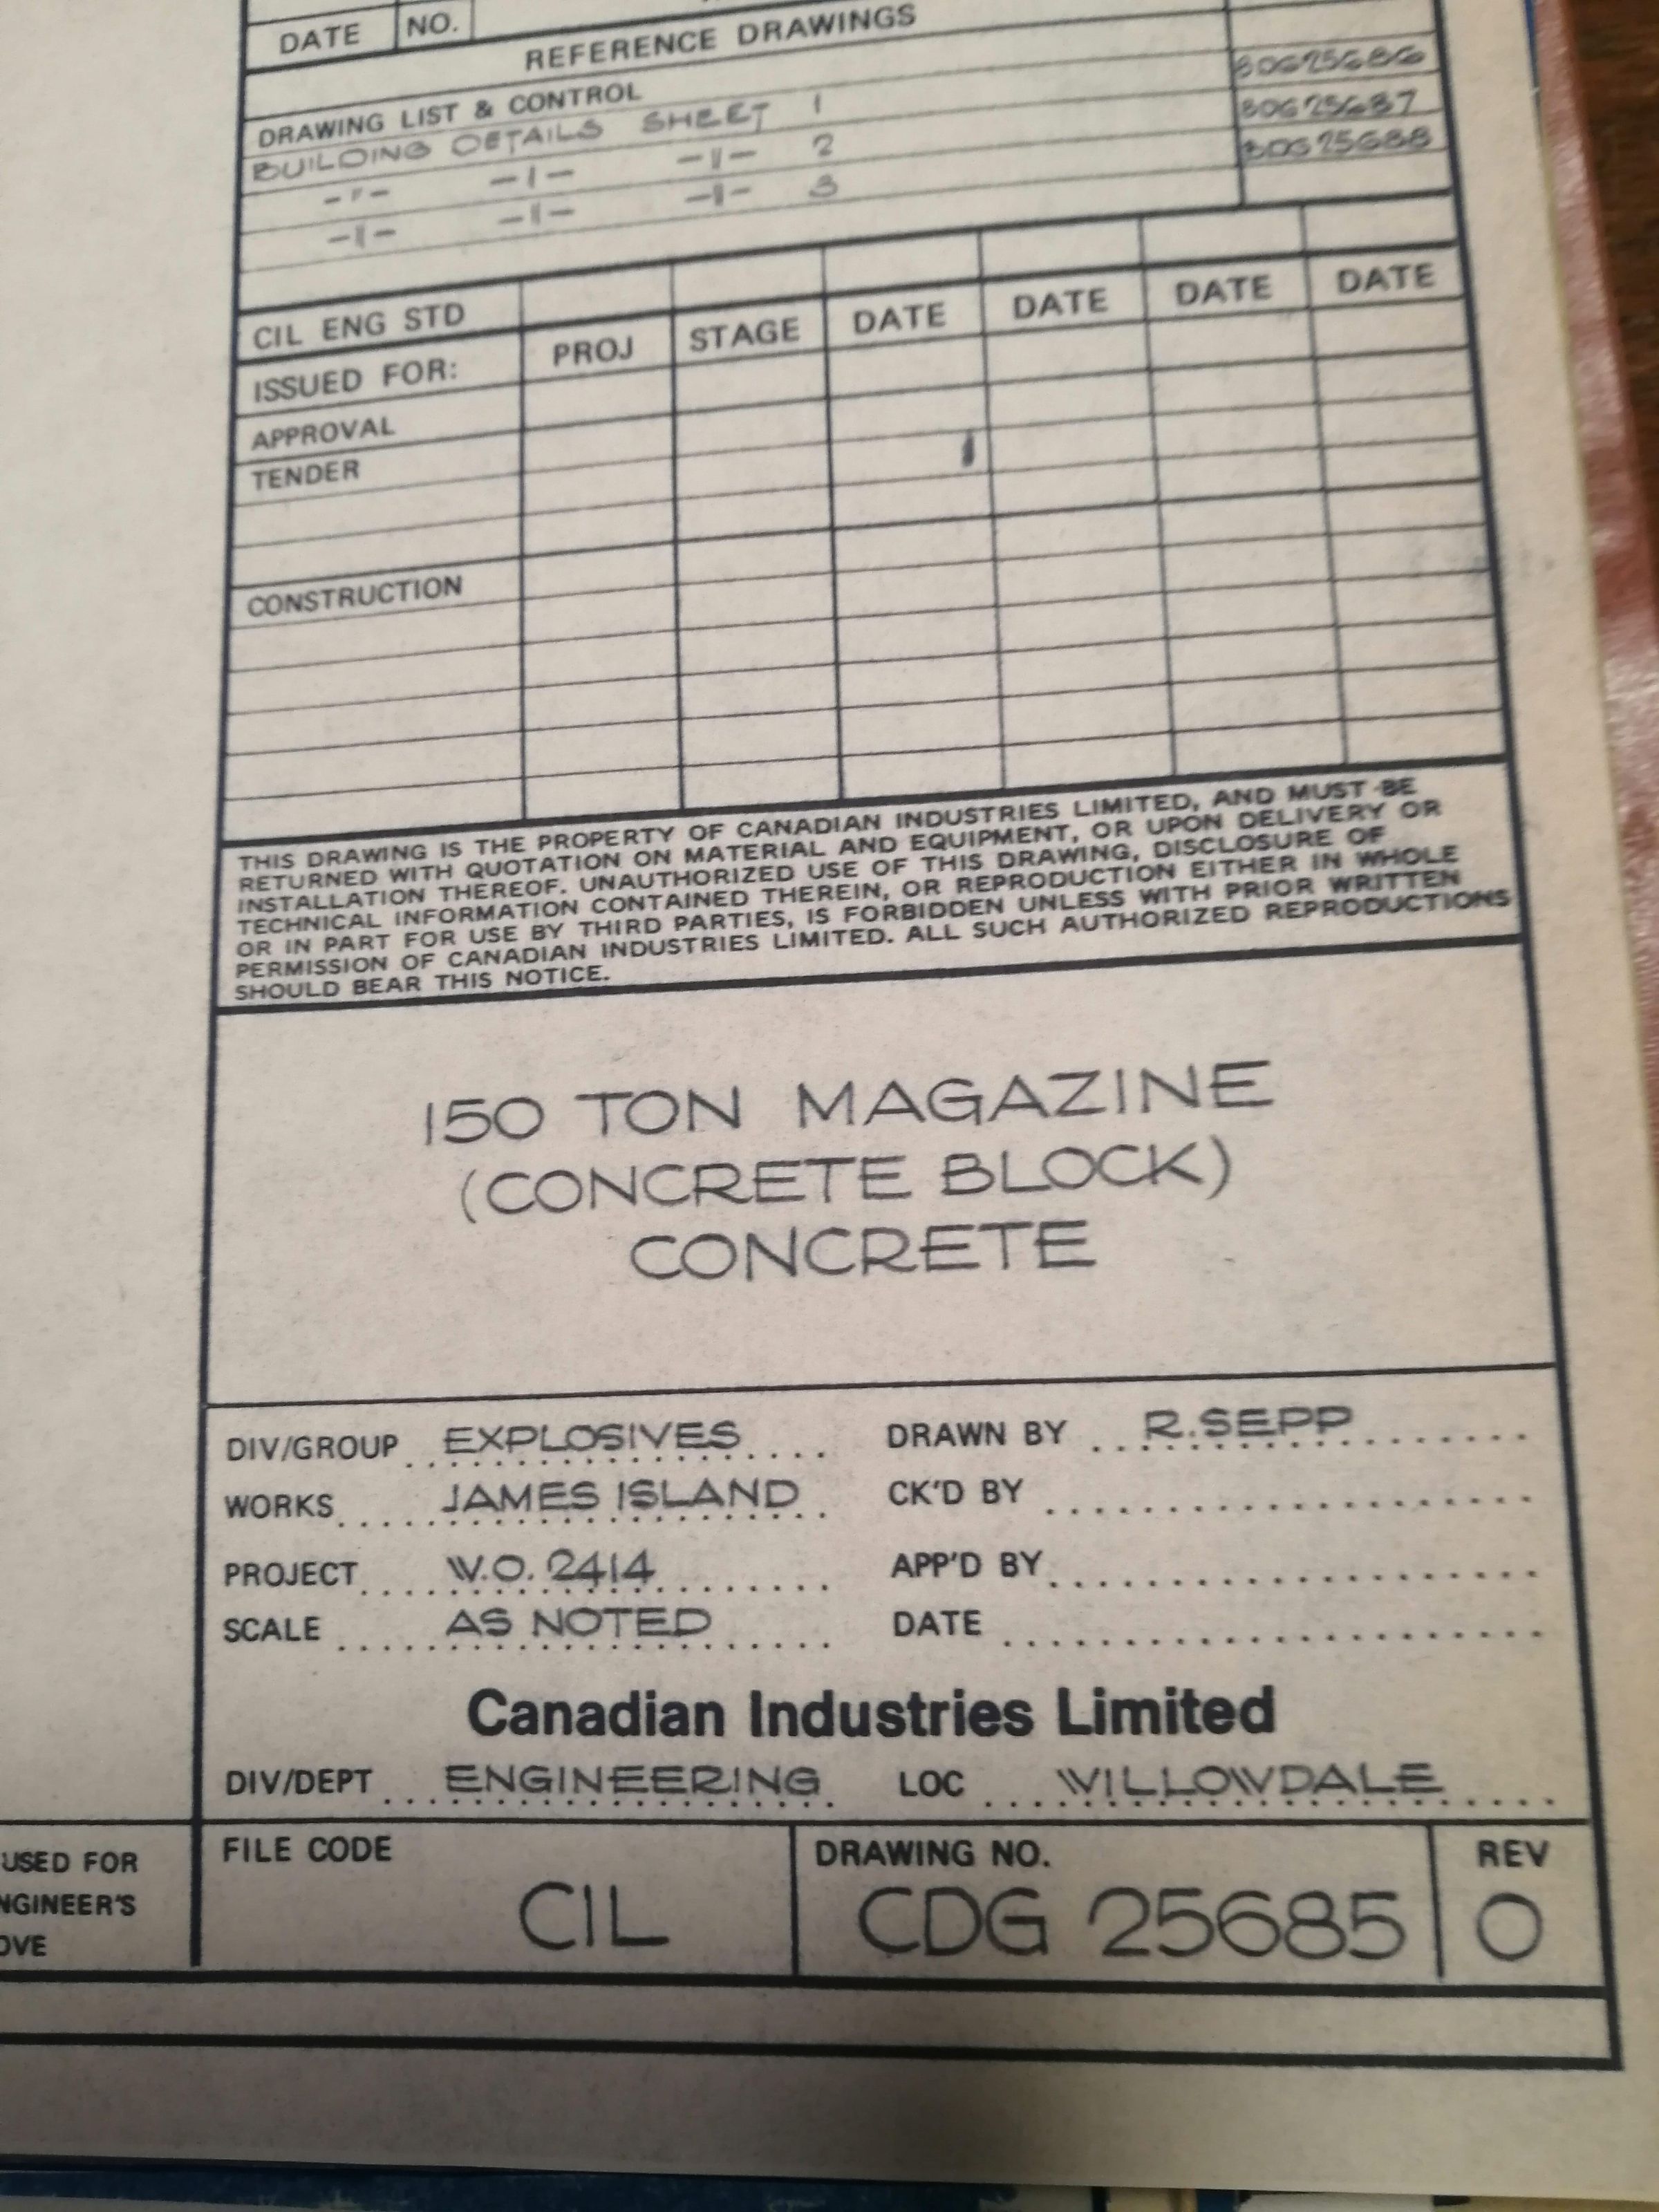 DATE NO.
REFERENCE DRAWINGS
DRAWING LIST & CONTROL
BUILDING DETAILS SHEET 1
-"- -"- -"- 2
-"- -"- -"- 3
CIL ENG STD
ISSUED FOR: PROJ STAGE DATE DATE DATE DATE
APPROVAL
TENDER
CONSTRUCTION
THIS DRAWING IS THE PROPERTY OF CANADIAN INDUSTRIES LIMITED, AND MUST BE
RETURNED WITH QUOTATION ON MATERIAL AND EQUIPMENT, OR UPON DELIVERY OR
INSTALLATION THEREOF. UNAUTHORIZED USE OF THIS DRAWING, DISCLOSURE OF
TECHNICAL INFORMATION CONTAINED THEREIN, OR REPRODUCTION EITHER IN WHOLE
OR IN PART FOR USE BY THIRD PARTIES, IS FORBIDDEN UNLESS WITH PRIOR WRITTEN
PERMISSION OF CANADIAN INDUSTRIES LIMITED. ALL SUCH AUTHORIZED REPRODUCTIONS
SHOULD BEAR THIS NOTICE.
150 TON MAGAZINE
(CONCRETE BLOCK)
CONCRETE
DIV/GROUP EXPLOSIVES DRAWN BY R.SEPP
WORKS JAMES ISLAND CK'D BY
PROJECT W.O. 2414 APP'D BY
SCALE AS NOTED DATE
Canadian Industries Limited
DIV/DEPT ENGINEERING LOC WILLOWDALE
USED FOR
FILE CODE DRAWING NO. REV
CIL CDG 25685 0